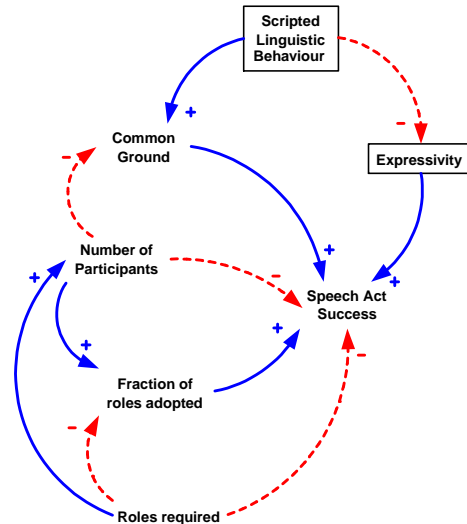 Scripted
Linguistic
Behaviour
+
–
Common
Ground
–
Expressivity
Number of
Participants
+
–
+
+
Speech Act
Success
+
+
–
Fraction of
roles adopted
–
Roles required